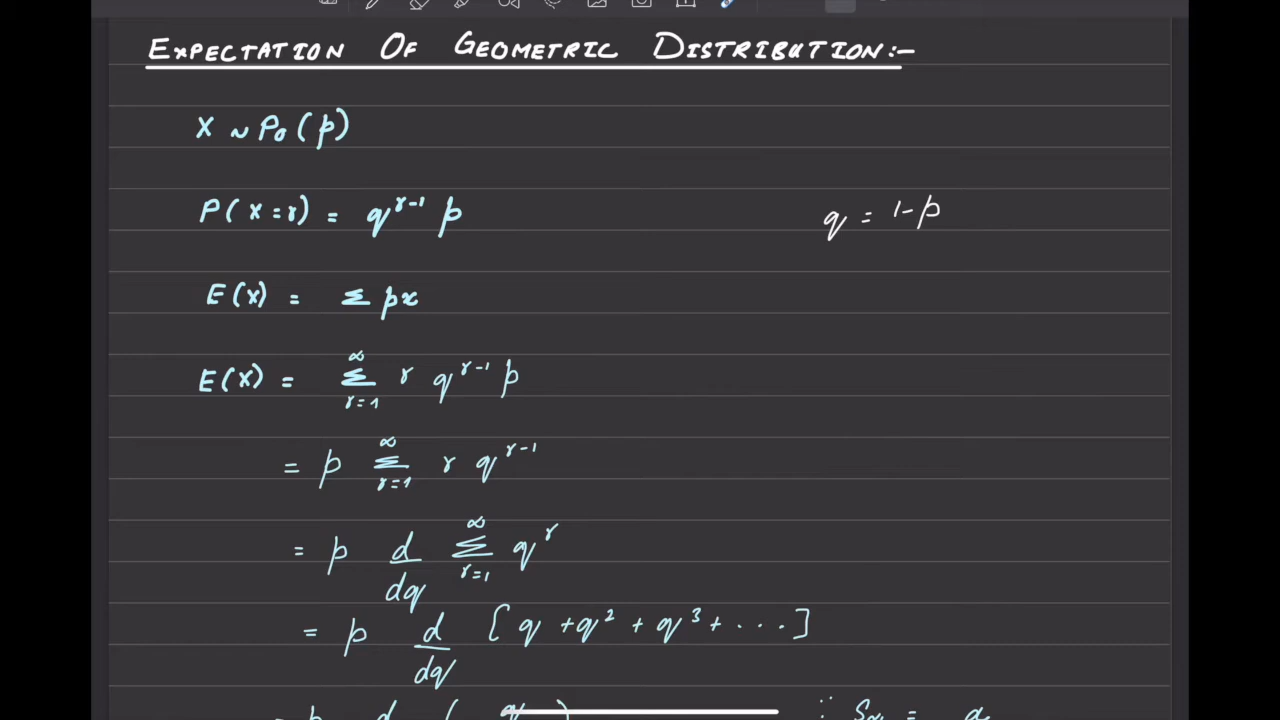 EXPECTATION OF GEOMETRIC DISTRIBUTION:-
X ~ Po(p)
P(X=r) = q^{r-1} p
q = 1-p
E(X) = Σ px
E(X) = Σ_{r=1}^{∞} r q^{r-1} p
= p Σ_{r=1}^{∞} r q^{r-1}
= p d/dq Σ_{r=1}^{∞} q^r
= p d/dq [q + q^2 + q^3 + ....]